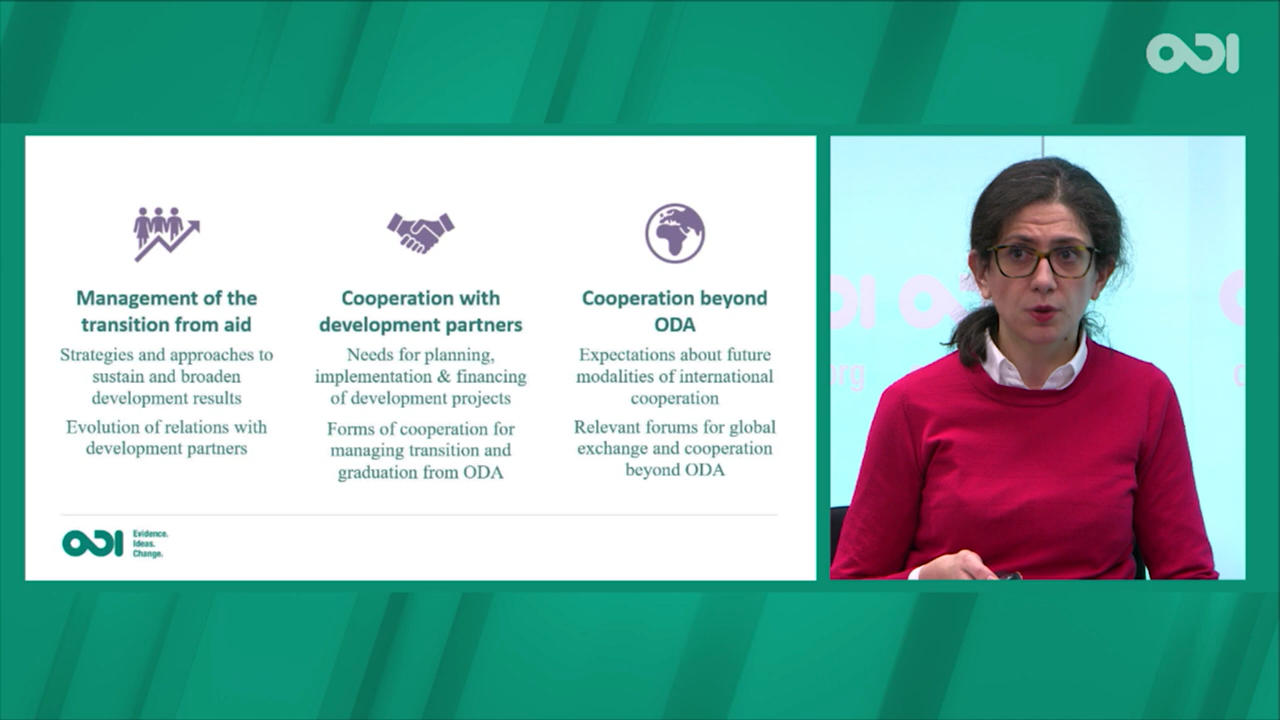 ODI
Management of the
transition from aid
Strategies and approaches to
sustain and broaden
development results
Evolution of relations with
development partners
Cooperation with
development partners
Needs for planning,
implementation & financing
of development projects
Forms of cooperation for
managing transition and
graduation from ODA
Cooperation beyond
ODA
Expectations about future
modalities of international
cooperation
Relevant forums for global
exchange and cooperation
beyond ODA
ODI
Evidence.
Ideas.
Change.